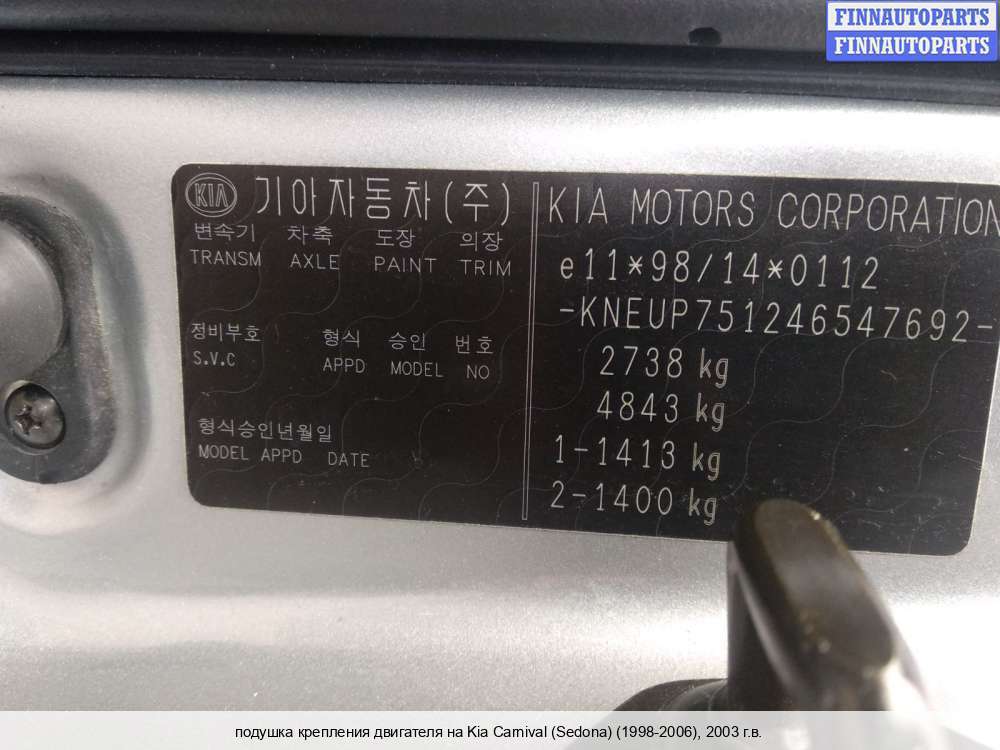 FINNAUTOPARTS
FINNAUTOPARTS
KIA 기아자동차(주)
변속기 차축 도장 의장
TRANSM AXLE PAINT TRIM
정비부호 형식 승인 번호
S.V.C APPD MODEL NO
형식승인년월일
MODEL APPD DATE
KIA MOTORS CORPORATION
e11*98/14*0112
-KNEUP751246547692-
2738 kg
4843 kg
1-1413 kg
2-1400 kg
подушка крепления двигателя на Kia Carnival (Sedona) (1998-2006), 2003 г.в.